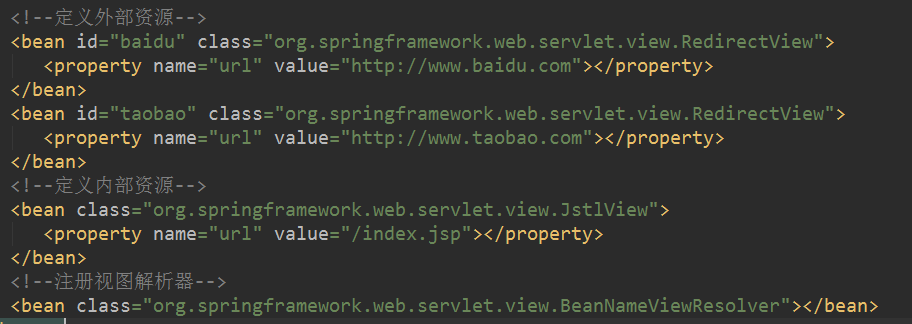 <!--定义外部资源-->
<bean id="baidu" class="org.springframework.web.servlet.view.RedirectView">
   <property name="url" value="http://www.baidu.com"></property>
</bean>
<bean id="taobao" class="org.springframework.web.servlet.view.RedirectView">
   <property name="url" value="http://www.taobao.com"></property>
</bean>
<!--定义内部资源-->
<bean class="org.springframework.web.servlet.view.JstlView">
   <property name="url" value="/index.jsp"></property>
</bean>
<!--注册视图解析器-->
<bean class="org.springframework.web.servlet.view.BeanNameViewResolver"></bean>